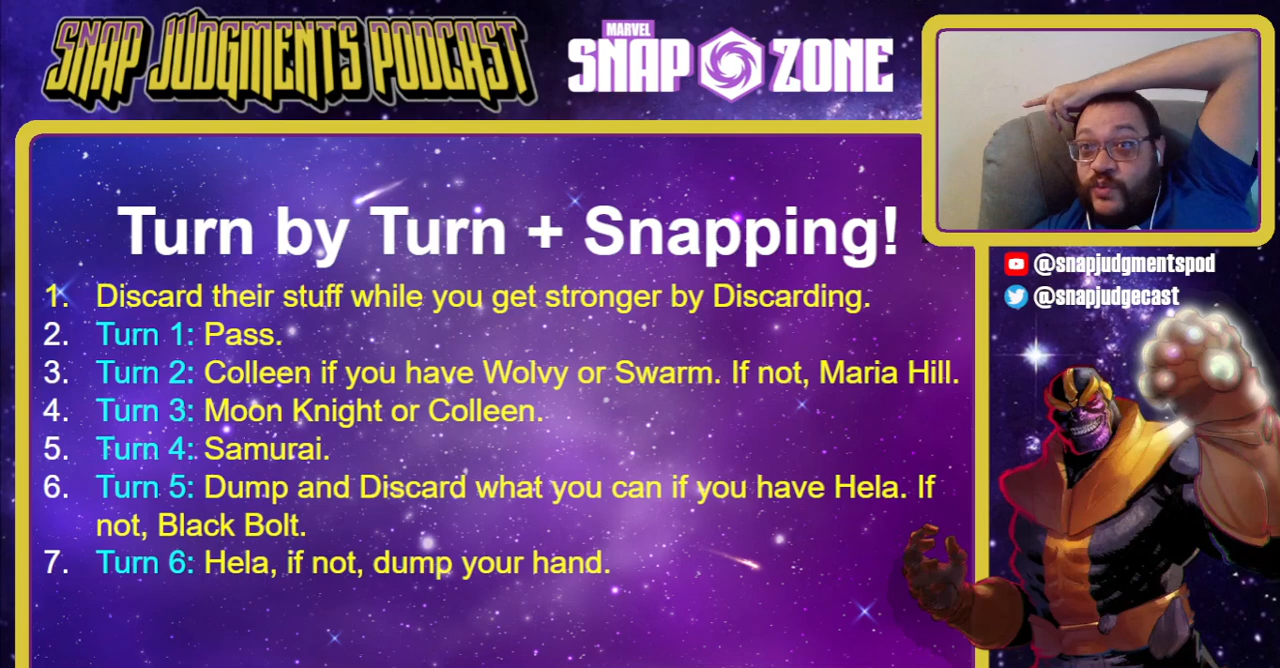 SNAP JUDGMENTS PODCAST
MARVEL
SNAP ZONE
Turn by Turn + Snapping!
1. Discard their stuff while you get stronger by Discarding.
2. Turn 1: Pass.
3. Turn 2: Colleen if you have Wolvy or Swarm. If not, Maria Hill.
4. Turn 3: Moon Knight or Colleen.
5. Turn 4: Samurai.
6. Turn 5: Dump and Discard what you can if you have Hela. If
not, Black Bolt.
7. Turn 6: Hela, if not, dump your hand.
@snapjudgmentspod
@snapjudgecast